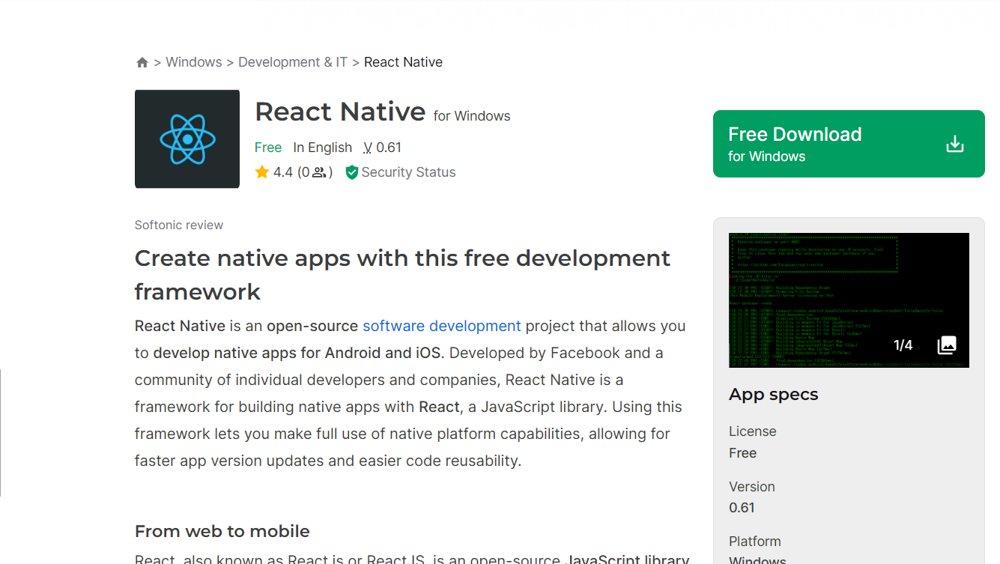 > Windows > Development & IT > React Native
React Native for Windows
Free In English V 0.61
4.4 (0 )
Security Status
Free Download
for Windows
Softonic review
Create native apps with this free development
framework
React Native is an open-source software development project that allows you
to develop native apps for Android and iOS. Developed by Facebook and a
community of individual developers and companies, React Native is a
framework for building native apps with React, a JavaScript library. Using this
framework lets you make full use of native platform capabilities, allowing for
faster app version updates and easier code reusability.
From web to mobile
React, also known as React.js or ReactJS, is an open-source JavaScript library
1/4
App specs
License
Free
Version
0.61
Platform
Windows